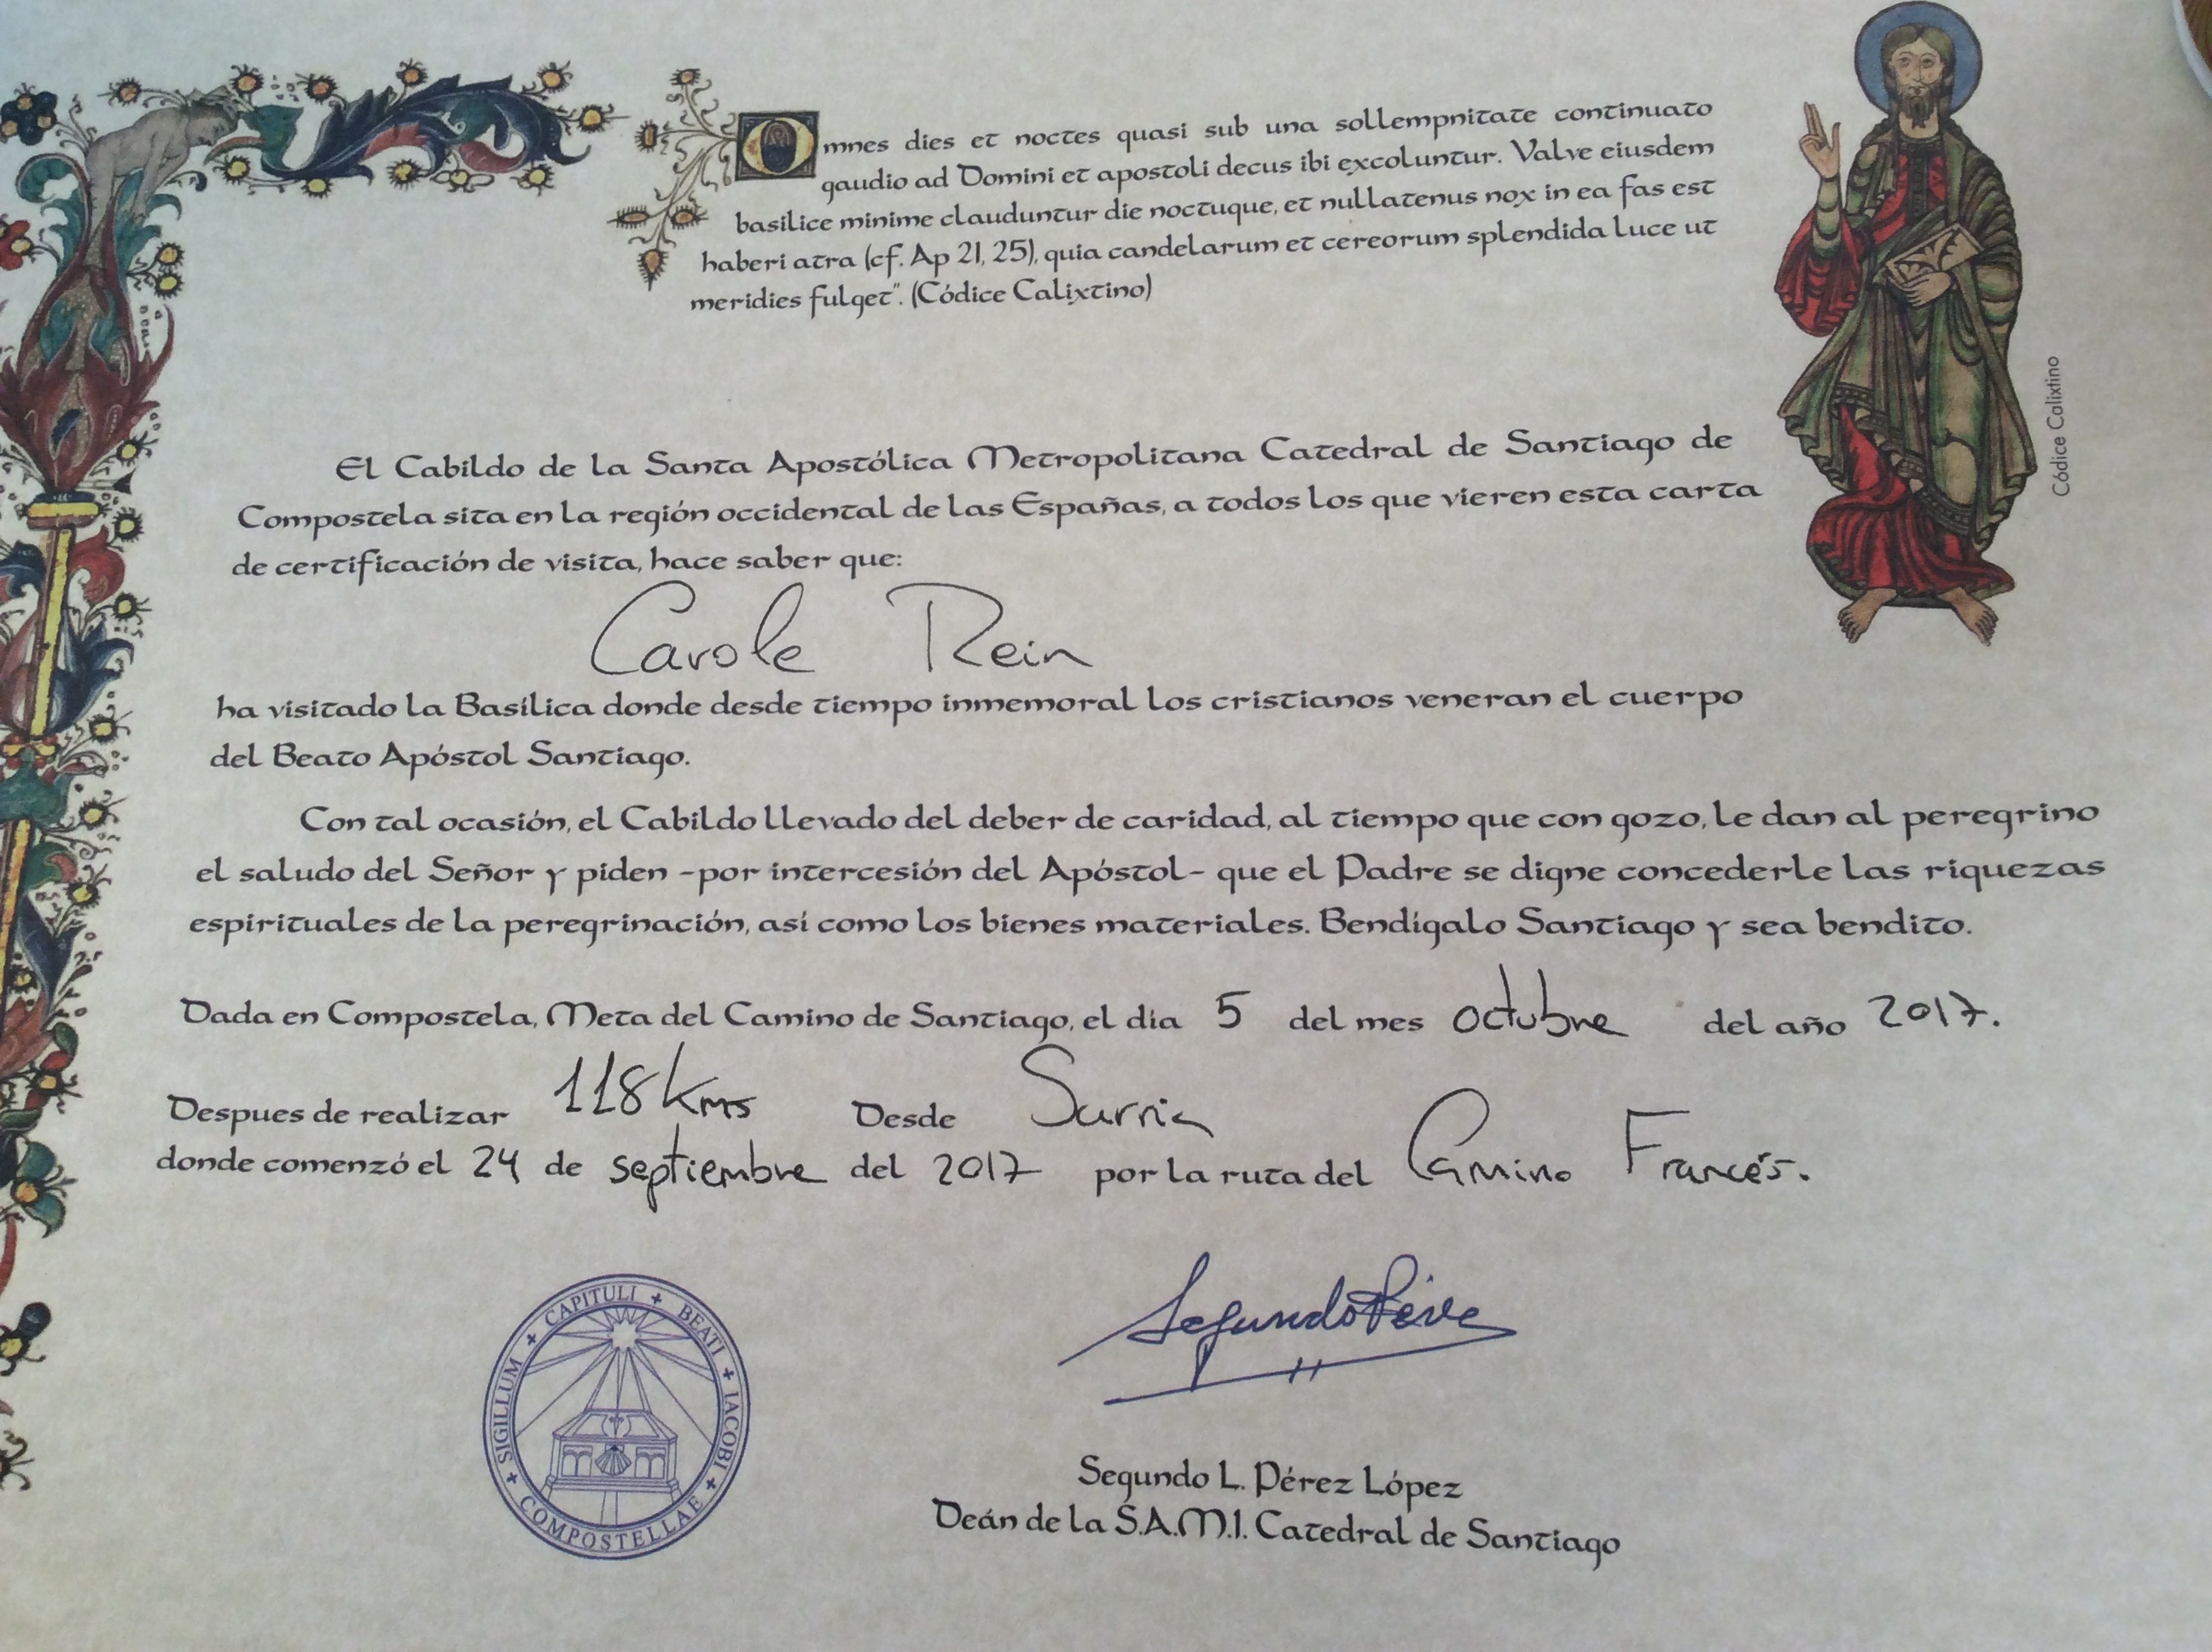 Omnes dies et noctes quasi sub una sollempnitate continuato
gaudio ad Domini et apostoli decus ibi excoluntur. Valve eiusdem
basilice minime clauduntur die noctuque, et nullatenus nox in ea fas est
haberi atra (cf. Ap 21, 25), quia candelarum et cereorum splendida luce ut
meridies fulget". (Códice Calixtino)
Códice Calixtino
El Cabildo de la Santa Apostólica Metropolitana Catedral de Santiago de
Compostela sita en la región occidental de las Españas, a todos los que vieren esta carta
de certificación de visita, hace saber que:
Carole Rein
ha visitado la Basílica donde desde tiempo inmemoral los cristianos veneran el cuerpo
del Beato Apóstol Santiago.
Con tal ocasión, el Cabildo llevado del deber de caridad, al tiempo que con gozo, le dan al peregrino
el saludo del Señor y piden -por intercesión del Apóstol- que el Padre se digne concederle las riquezas
espirituales de la peregrinación, así como los bienes materiales. Bendígalo Santiago y sea bendito.
Dada en Compostela, Meta del Camino de Santiago, el día 5 del mes octubre del año 2017.
Despues de realizar 118 kms Desde Sarria
donde comenzó el 24 de septiembre del 2017 por la ruta del Camino Francés.
SIGILLUM + CAPITULI + BEATI + IACOBI + COMPOSTELLAE +
Segundo Pérez
Segundo L. Pérez López
Deán de la S.A.M.I. Catedral de Santiago